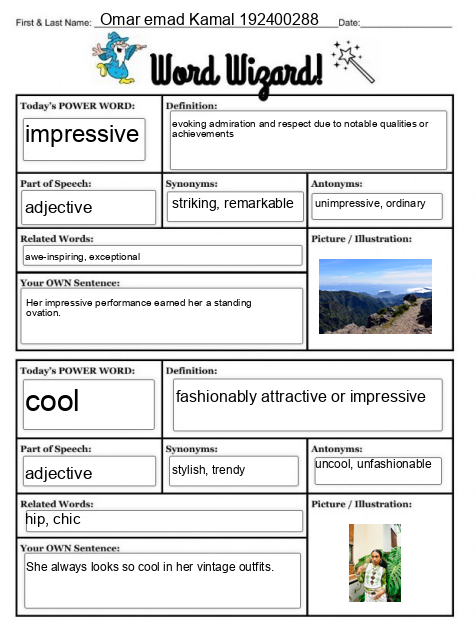 First & Last Name: Omar emad Kamal 192400288 Date:
Word Wizard!
Today's POWER WORD:
impressive
Definition:
evoking admiration and respect due to notable qualities or
achievements
Part of Speech:
adjective
Synonyms:
striking, remarkable
Antonyms:
unimpressive, ordinary
Related Words:
awe-inspiring, exceptional
Picture / Illustration:
Your OWN Sentence:
Her impressive performance earned her a standing
ovation.
Today's POWER WORD:
cool
Definition:
fashionably attractive or impressive
Part of Speech:
adjective
Synonyms:
stylish, trendy
Antonyms:
uncool, unfashionable
Related Words:
hip, chic
Picture / Illustration:
Your OWN Sentence:
She always looks so cool in her vintage outfits.